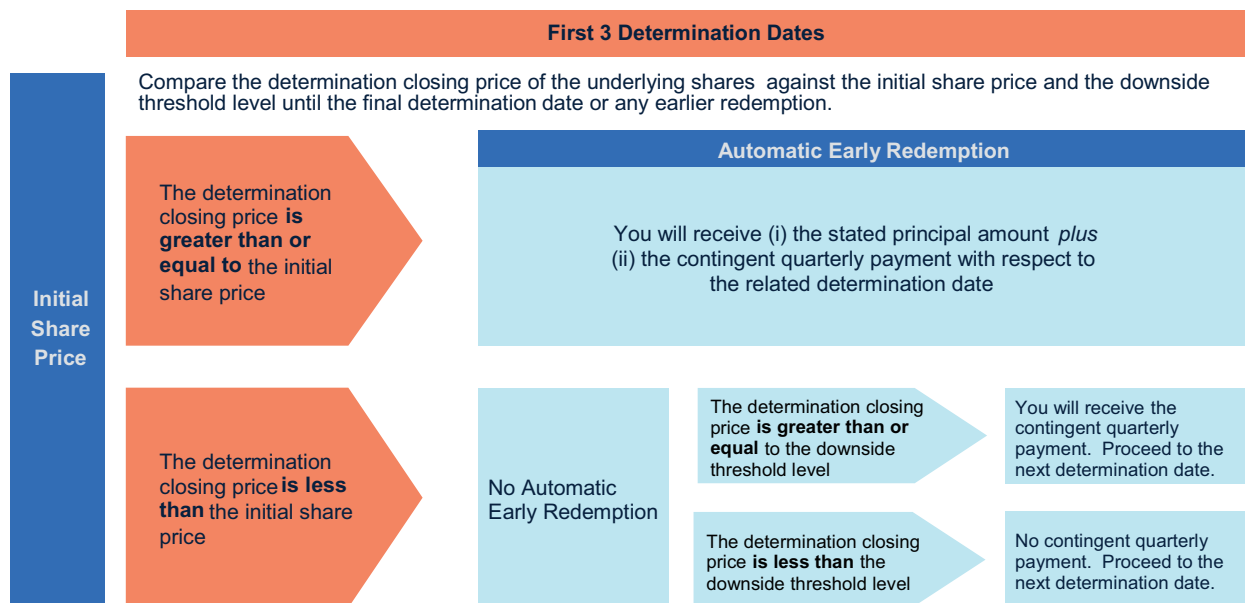 First 3 Determination Dates
Compare the determination closing price of the underlying shares against the initial share price and the downside
threshold level until the final determination date or any earlier redemption.
Initial
Share
Price
The determination
closing price is
greater than or
equal to the initial
share price
Automatic Early Redemption
You will receive (i) the stated principal amount plus
(ii) the contingent quarterly payment with respect to
the related determination date
The determination
closing price is less
than the initial share
price
No Automatic
Early Redemption
The determination closing
price is greater than or
equal to the downside
threshold level
You will receive the
contingent quarterly
payment. Proceed to the
next determination date.
The determination closing
price is less than the
downside threshold level
No contingent quarterly
payment. Proceed to the
next determination date.